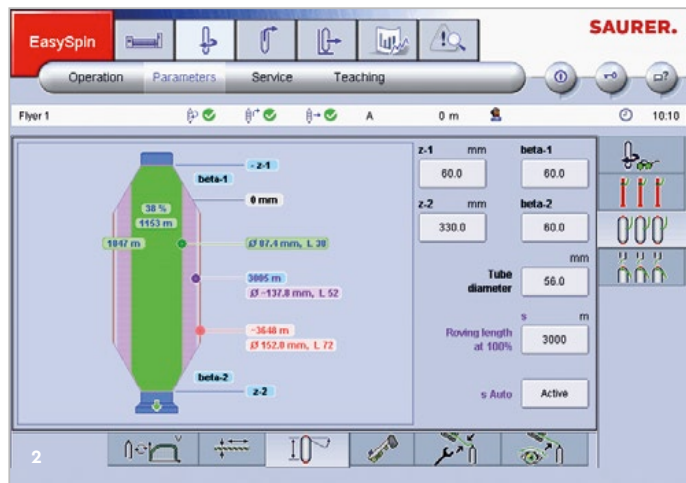 EasySpin
SAURER.
Operation Parameters Service Teaching
Flyer 1 A 0 m 10:10
- z-1
beta-1
0 mm
38 %
1153 m
1047 m
Ø 87.4 mm, L 30
3005 m
Ø ~137.8 mm, L 52
~3648 m
Ø 152.0 mm, L 72
beta-2
z-2
z-1 mm beta-1
60.0 60.0
z-2 mm beta-2
330.0 60.0
mm
Tube diameter 56.0
s m
Roving length at 100% 3000
s Auto Active
2
V